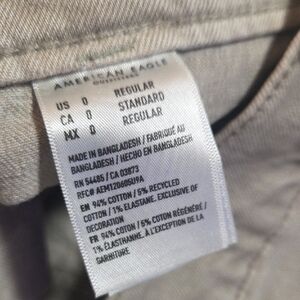 AMERICAN EAGLE
OUTFITTERS
US 0 REGULAR
CA 0 STANDARD
MX 0 REGULAR
MADE IN BANGLADESH / FABRIQUÉ AU
BANGLADESH / HECHO EN BANGLADESH
RN 54485 / CA 03873
RFC# AEM120605U9A
EN 94% COTTON / 5% RECYCLED
COTTON / 1% ELASTANE. EXCLUSIVE OF
DECORATION
FR 94% COTON / 5% COTON RÉGÉNÉRÉ /
1% ÉLASTHANNE. À L'EXCEPTION DE LA
GARNITURE